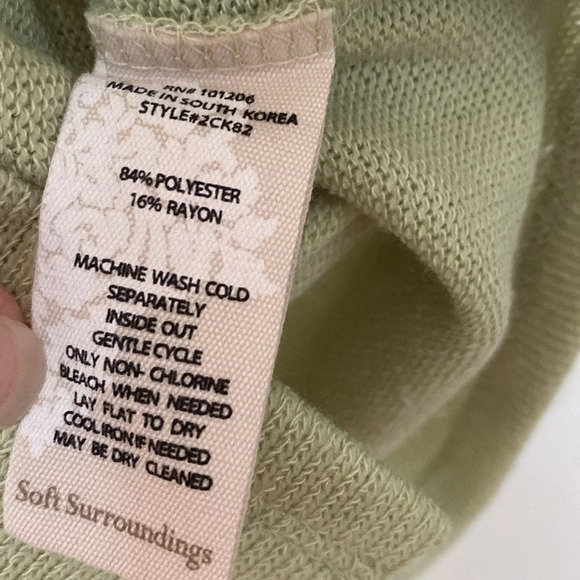 RN# 101206
MADE IN SOUTH KOREA
STYLE#2CK82
84% POLYESTER
16% RAYON
MACHINE WASH COLD
SEPARATELY
INSIDE OUT
GENTLE CYCLE
ONLY NON- CHLORINE
BLEACH WHEN NEEDED
LAY FLAT TO DRY
COOL IRON IF NEEDED
MAY BE DRY CLEANED
Soft Surroundings